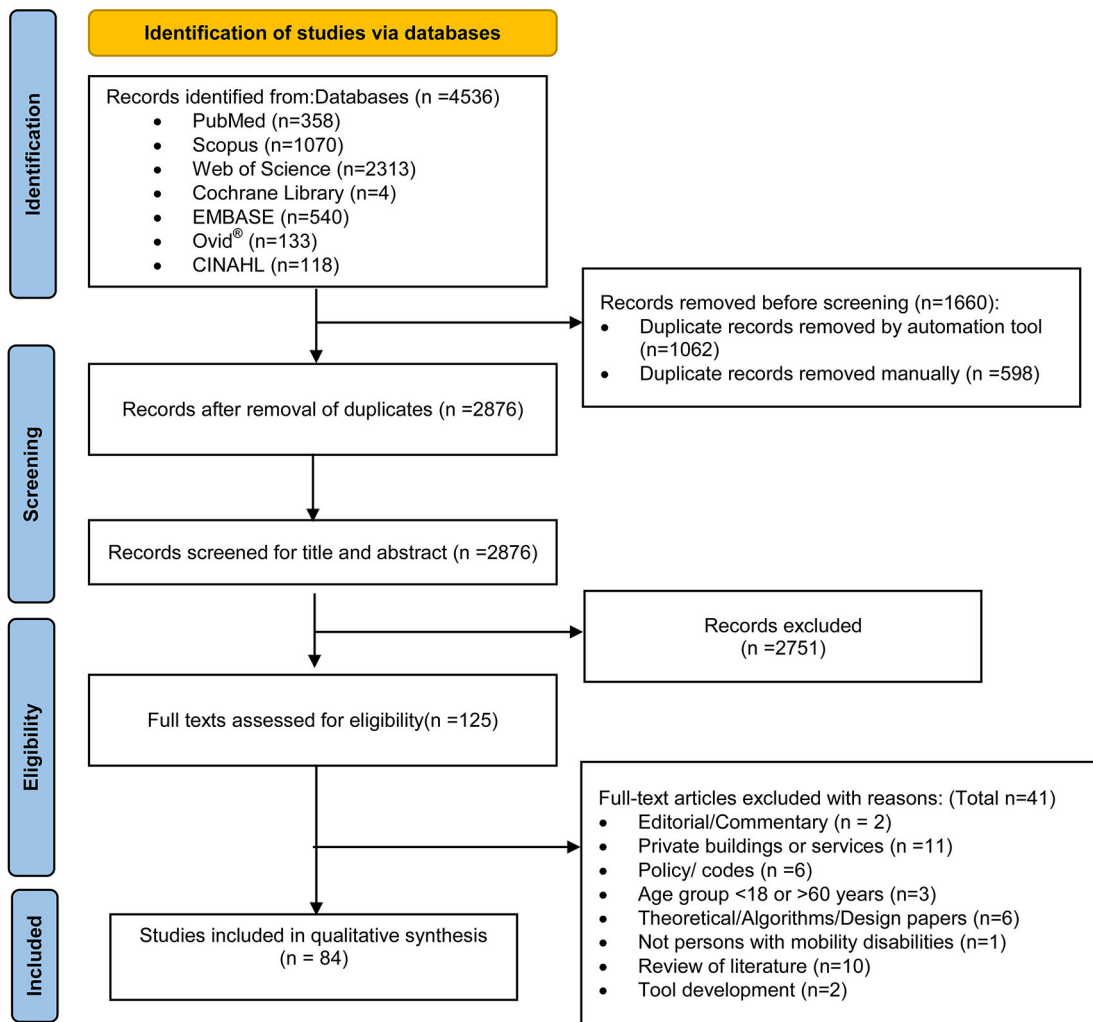 Identification of studies via databases
Identification
Records identified from:Databases (n =4536)
• PubMed (n=358)
• Scopus (n=1070)
• Web of Science (n=2313)
• Cochrane Library (n=4)
• EMBASE (n=540)
• Ovid® (n=133)
• CINAHL (n=118)
Records removed before screening (n=1660):
• Duplicate records removed by automation tool
(n=1062)
• Duplicate records removed manually (n =598)
Screening
Records after removal of duplicates (n =2876)
Records screened for title and abstract (n =2876)
Records excluded
(n =2751)
Eligibility
Full texts assessed for eligibility(n =125)
Full-text articles excluded with reasons: (Total n=41)
• Editorial/Commentary (n = 2)
• Private buildings or services (n =11)
• Policy/ codes (n =6)
• Age group <18 or >60 years (n=3)
• Theoretical/Algorithms/Design papers (n=6)
• Not persons with mobility disabilities (n=1)
• Review of literature (n=10)
• Tool development (n=2)
Included
Studies included in qualitative synthesis
(n = 84)